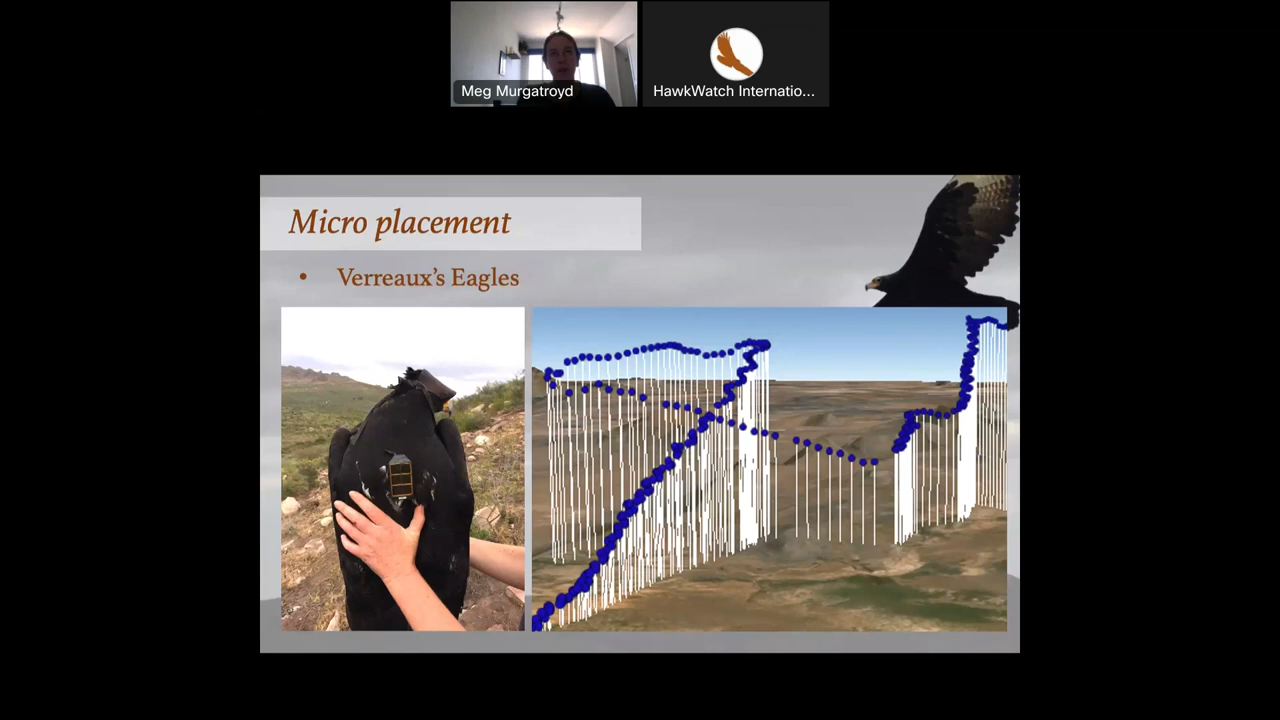 Meg Murgatroyd
HawkWatch Internatio...
Micro placement
• Verreaux's Eagles